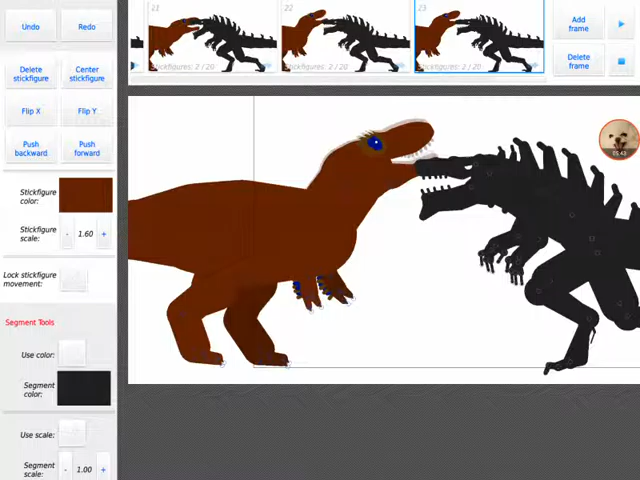 Undo
Redo
Delete
stickfigure
Center
stickfigure
Flip X
Flip Y
Push
backward
Push
forward
Stickfigure
color:
Stickfigure
scale:
-
1.60
+
Lock stickfigure
movement:
Segment Tools
Use color:
Segment
color:
Use scale:
Segment
scale:
-
1.00
+
21
Stickfigures: 2 / 20
22
Stickfigures: 2 / 20
23
Stickfigures: 2 / 20
Add
frame
Delete
frame
05:43